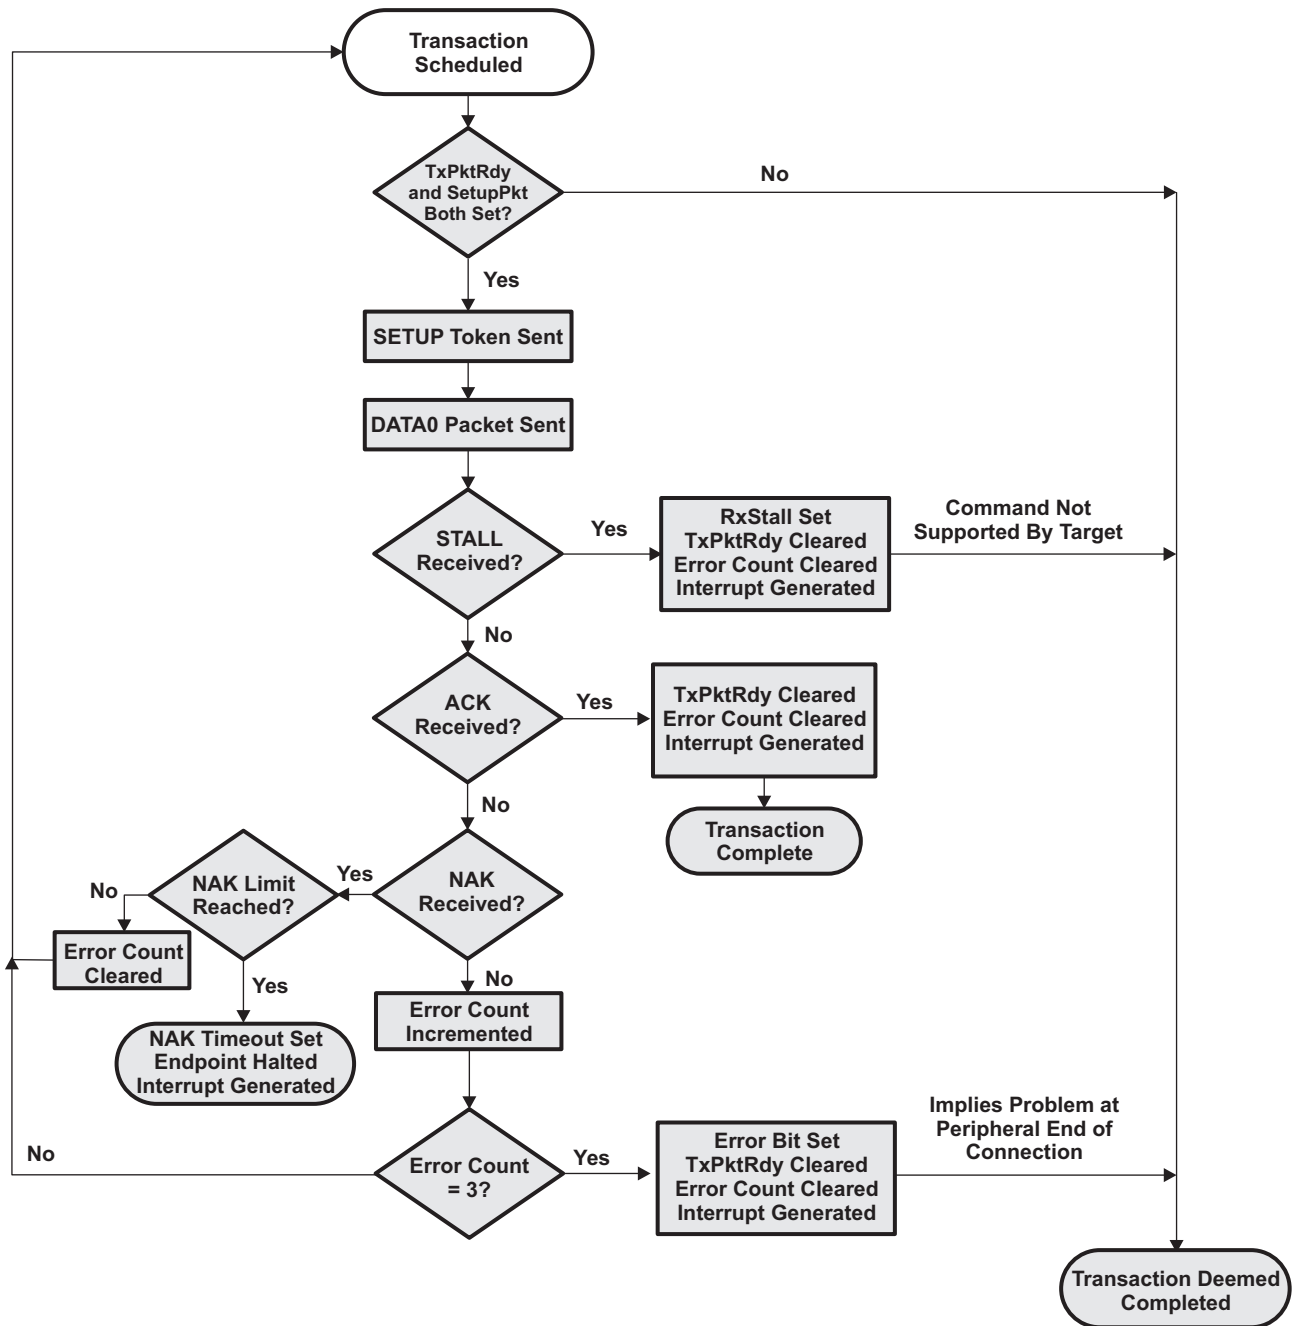 Transaction
Scheduled
TxPktRdy
and SetupPkt
Both Set?
No
Yes
SETUP Token Sent
DATA0 Packet Sent
STALL
Received?
Yes
RxStall Set
TxPktRdy Cleared
Error Count Cleared
Interrupt Generated
Command Not
Supported By Target
No
ACK
Received?
Yes
TxPktRdy Cleared
Error Count Cleared
Interrupt Generated
No
Transaction
Complete
NAK
Received?
Yes
NAK Limit
Reached?
No
Error Count
Cleared
Yes
NAK Timeout Set
Endpoint Halted
Interrupt Generated
No
Error Count
Incremented
Error Count
= 3?
No
Yes
Error Bit Set
TxPktRdy Cleared
Error Count Cleared
Interrupt Generated
Implies Problem at
Peripheral End of
Connection
Transaction Deemed
Completed